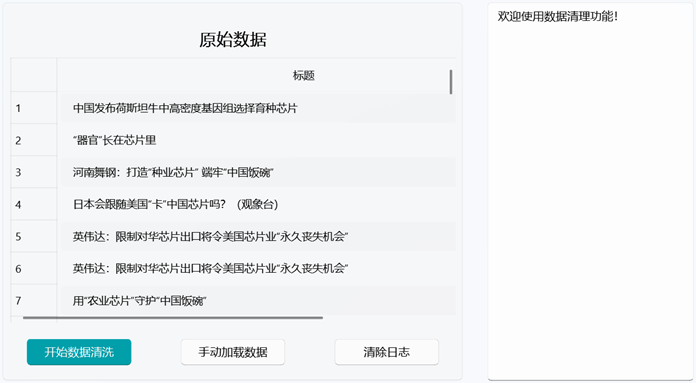 原始数据
标题
1 中国发布荷斯坦牛中高密度基因组选择育种芯片
2 “器官”长在芯片里
3 河南舞钢：打造“种业芯片” 端牢“中国饭碗”
4 日本会跟随美国“卡”中国芯片吗？（观象台）
5 英伟达：限制对华芯片出口将令美国芯片业“永久丧失机会”
6 英伟达：限制对华芯片出口将令美国芯片业“永久丧失机会”
7 用“农业芯片”守护“中国饭碗”
开始数据清洗 手动加载数据 清除日志
欢迎使用数据清理功能！